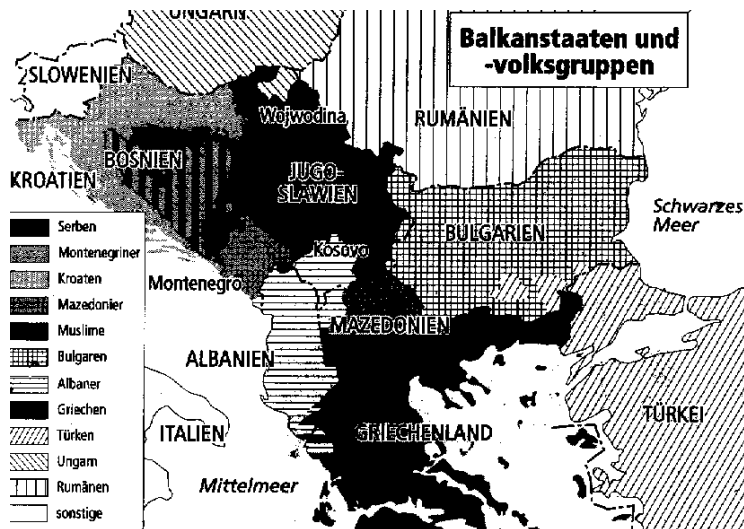 UNGARN
Balkanstaaten und
-volksgruppen
SLOWENIEN
Wojwodina
RUMÄNIEN
BOSNIEN
KROATIEN
JUGO-
SLAWIEN
Schwarzes
Meer
BULGARIEN
Kosovo
Montenegro
MAZEDONIEN
ALBANIEN
TÜRKEI
ITALIEN
GRIECHENLAND
Mittelmeer
Serben
Montenegriner
Kroaten
Mazedonier
Muslime
Bulgaren
Albaner
Griechen
Türken
Ungarn
Rumänen
sonstige